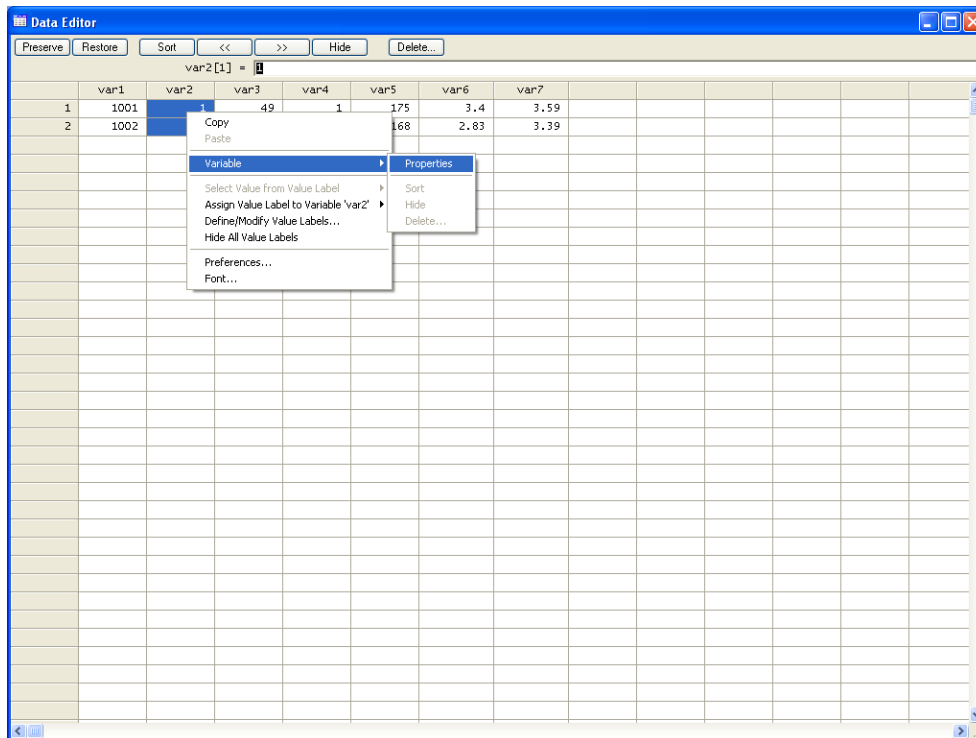 Data Editor
Preserve Restore Sort << >> Hide Delete...
var2[1] = 1
var1 var2 var3 var4 var5 var6 var7
1 1001 1 49 1 175 3.4 3.59
2 1002 168 2.83 3.39
Copy
Paste
Variable Properties
Select Value from Value Label Sort
Assign Value Label to Variable 'var2' Hide
Define/Modify Value Labels... Delete...
Hide All Value Labels
Preferences...
Font...